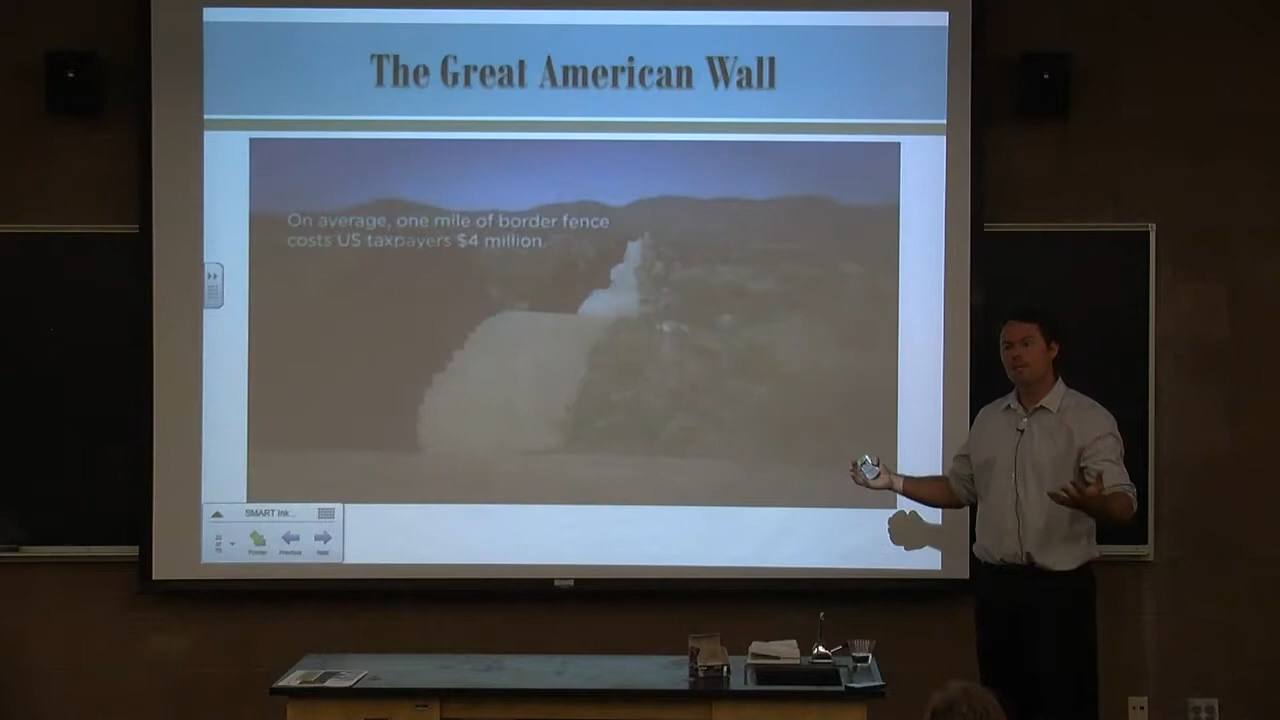 The Great American Wall
On average, one mile of border fence
costs US taxpayers $4 million.
SMART Ink...
Pointer
Previous
Next